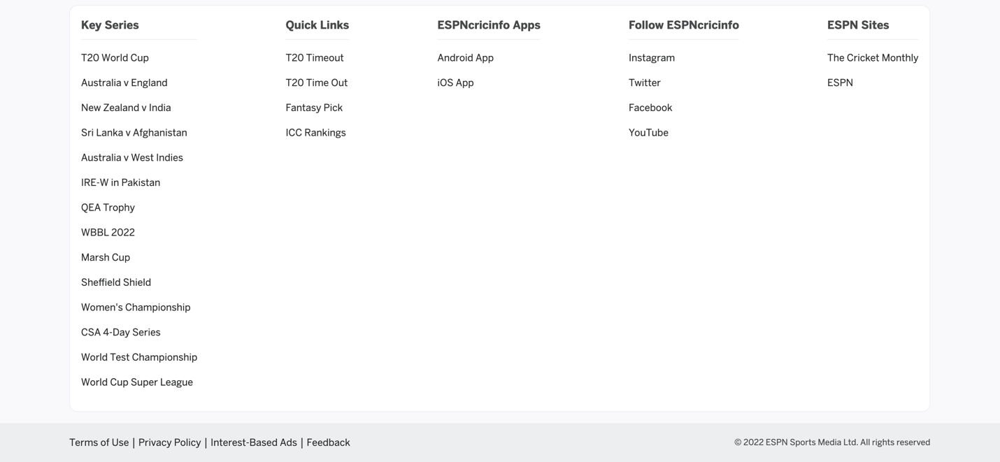 Key Series
T20 World Cup
Australia v England
New Zealand v India
Sri Lanka v Afghanistan
Australia v West Indies
IRE-W in Pakistan
QEA Trophy
WBBL 2022
Marsh Cup
Sheffield Shield
Women's Championship
CSA 4-Day Series
World Test Championship
World Cup Super League
Quick Links
T20 Timeout
T20 Time Out
Fantasy Pick
ICC Rankings
ESPNcricinfo Apps
Android App
iOS App
Follow ESPNcricinfo
Instagram
Twitter
Facebook
YouTube
ESPN Sites
The Cricket Monthly
ESPN
Terms of Use | Privacy Policy | Interest-Based Ads | Feedback
© 2022 ESPN Sports Media Ltd. All rights reserved